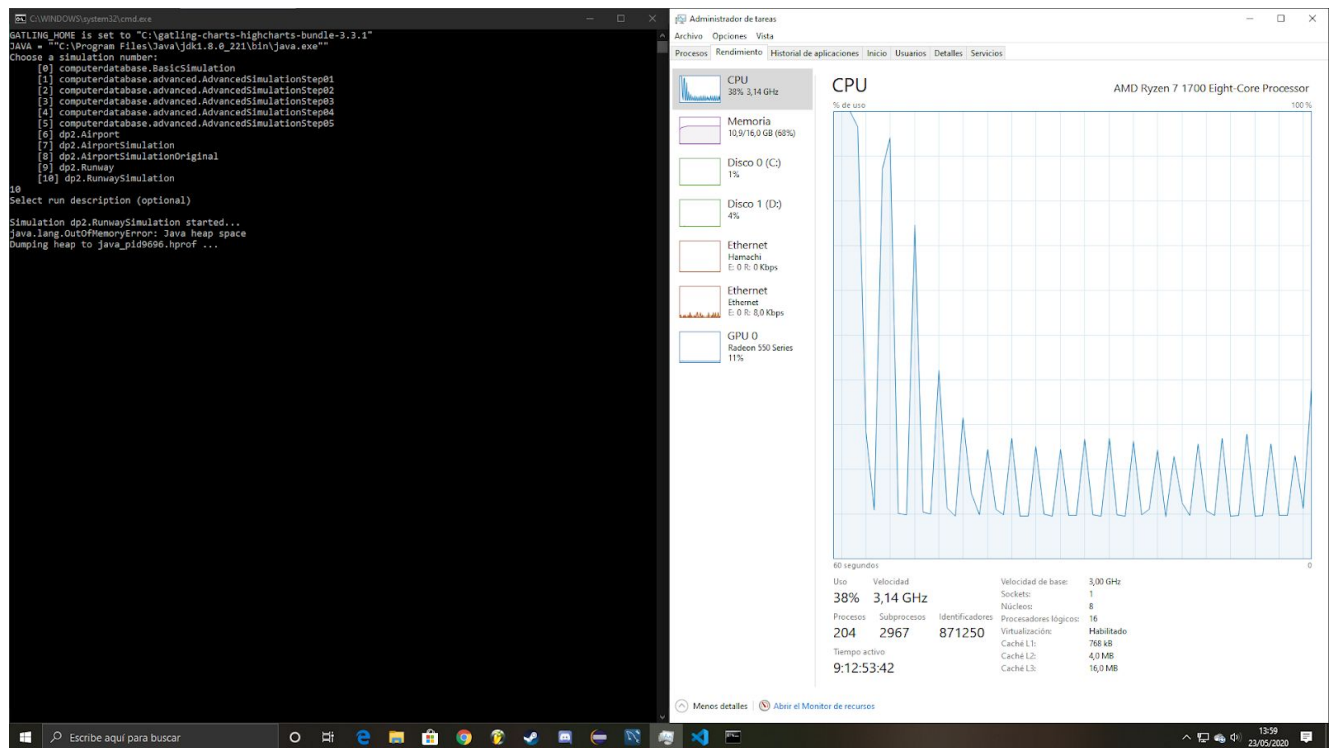 C:\WINDOWS\system32\cmd.exe
GATLING_HOME is set to "C:\gatling-charts-highcharts-bundle-3.3.1"
JAVA = ""C:\Program Files\Java\jdk1.8.0_221\bin\java.exe""
Choose a simulation number:
[0] computerdatabase.BasicSimulation
[1] computerdatabase.advanced.AdvancedSimulationStep01
[2] computerdatabase.advanced.AdvancedSimulationStep02
[3] computerdatabase.advanced.AdvancedSimulationStep03
[4] computerdatabase.advanced.AdvancedSimulationStep04
[5] computerdatabase.advanced.AdvancedSimulationStep05
[6] dp2.Airport
[7] dp2.AirportSimulation
[8] dp2.AirportSimulationOriginal
[9] dp2.Runway
[10] dp2.RunwaySimulation
10
Select run description (optional)
Simulation dp2.RunwaySimulation started...
java.lang.OutOfMemoryError: Java heap space
Dumping heap to java_pid9696.hprof ...
Administrador de tareas
Archivo Opciones Vista
Procesos Rendimiento Historial de aplicaciones Inicio Usuarios Detalles Servicios
CPU
38% 3,14 GHz
Memoria
10,9/16,0 GB (68%)
Disco 0 (C:)
1%
Disco 1 (D:)
4%
Ethernet
Hamachi
E: 0 R: 0 Kbps
Ethernet
Ethernet
E: 0 R: 8,0 Kbps
GPU 0
Radeon 550 Series
11%
CPU AMD Ryzen 7 1700 Eight-Core Processor
% de uso 100 %
60 segundos 0
Uso Velocidad
38% 3,14 GHz
Procesos Subprocesos Identificadores
204 2967 871250
Tiempo activo
9:12:53:42
Velocidad de base: 3,00 GHz
Sockets: 1
Núcleos: 8
Procesadores lógicos: 16
Virtualización: Habilitado
Caché L1: 768 kB
Caché L2: 4,0 MB
Caché L3: 16,0 MB
Menos detalles Abrir el Monitor de recursos
Escribe aquí para buscar
13:59
23/05/2020